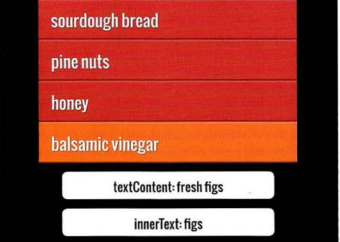 sourdough bread
pine nuts
honey
balsamic vinegar
textContent: fresh figs
innerText: figs